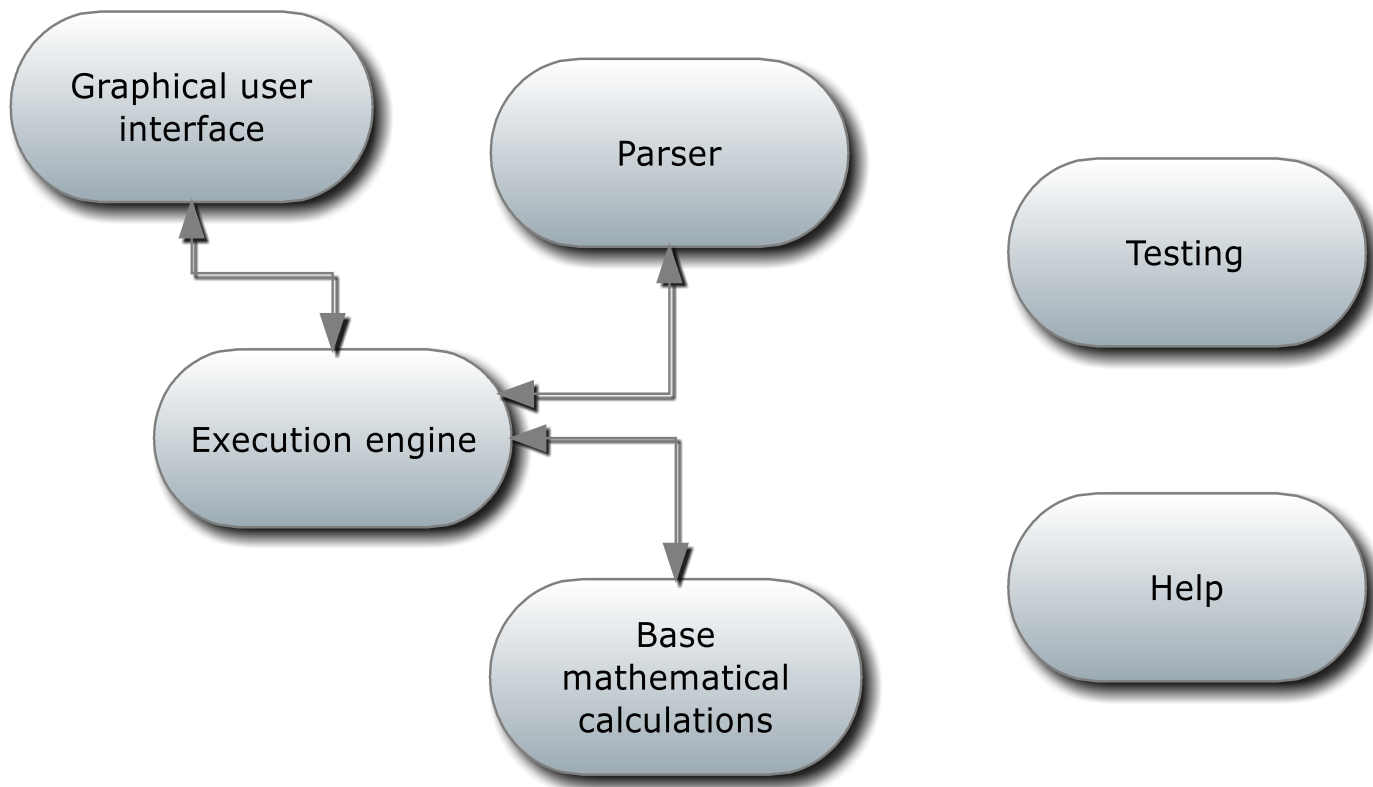 Graphical user
interface
Parser
Testing
Execution engine
Help
Base
mathematical
calculations